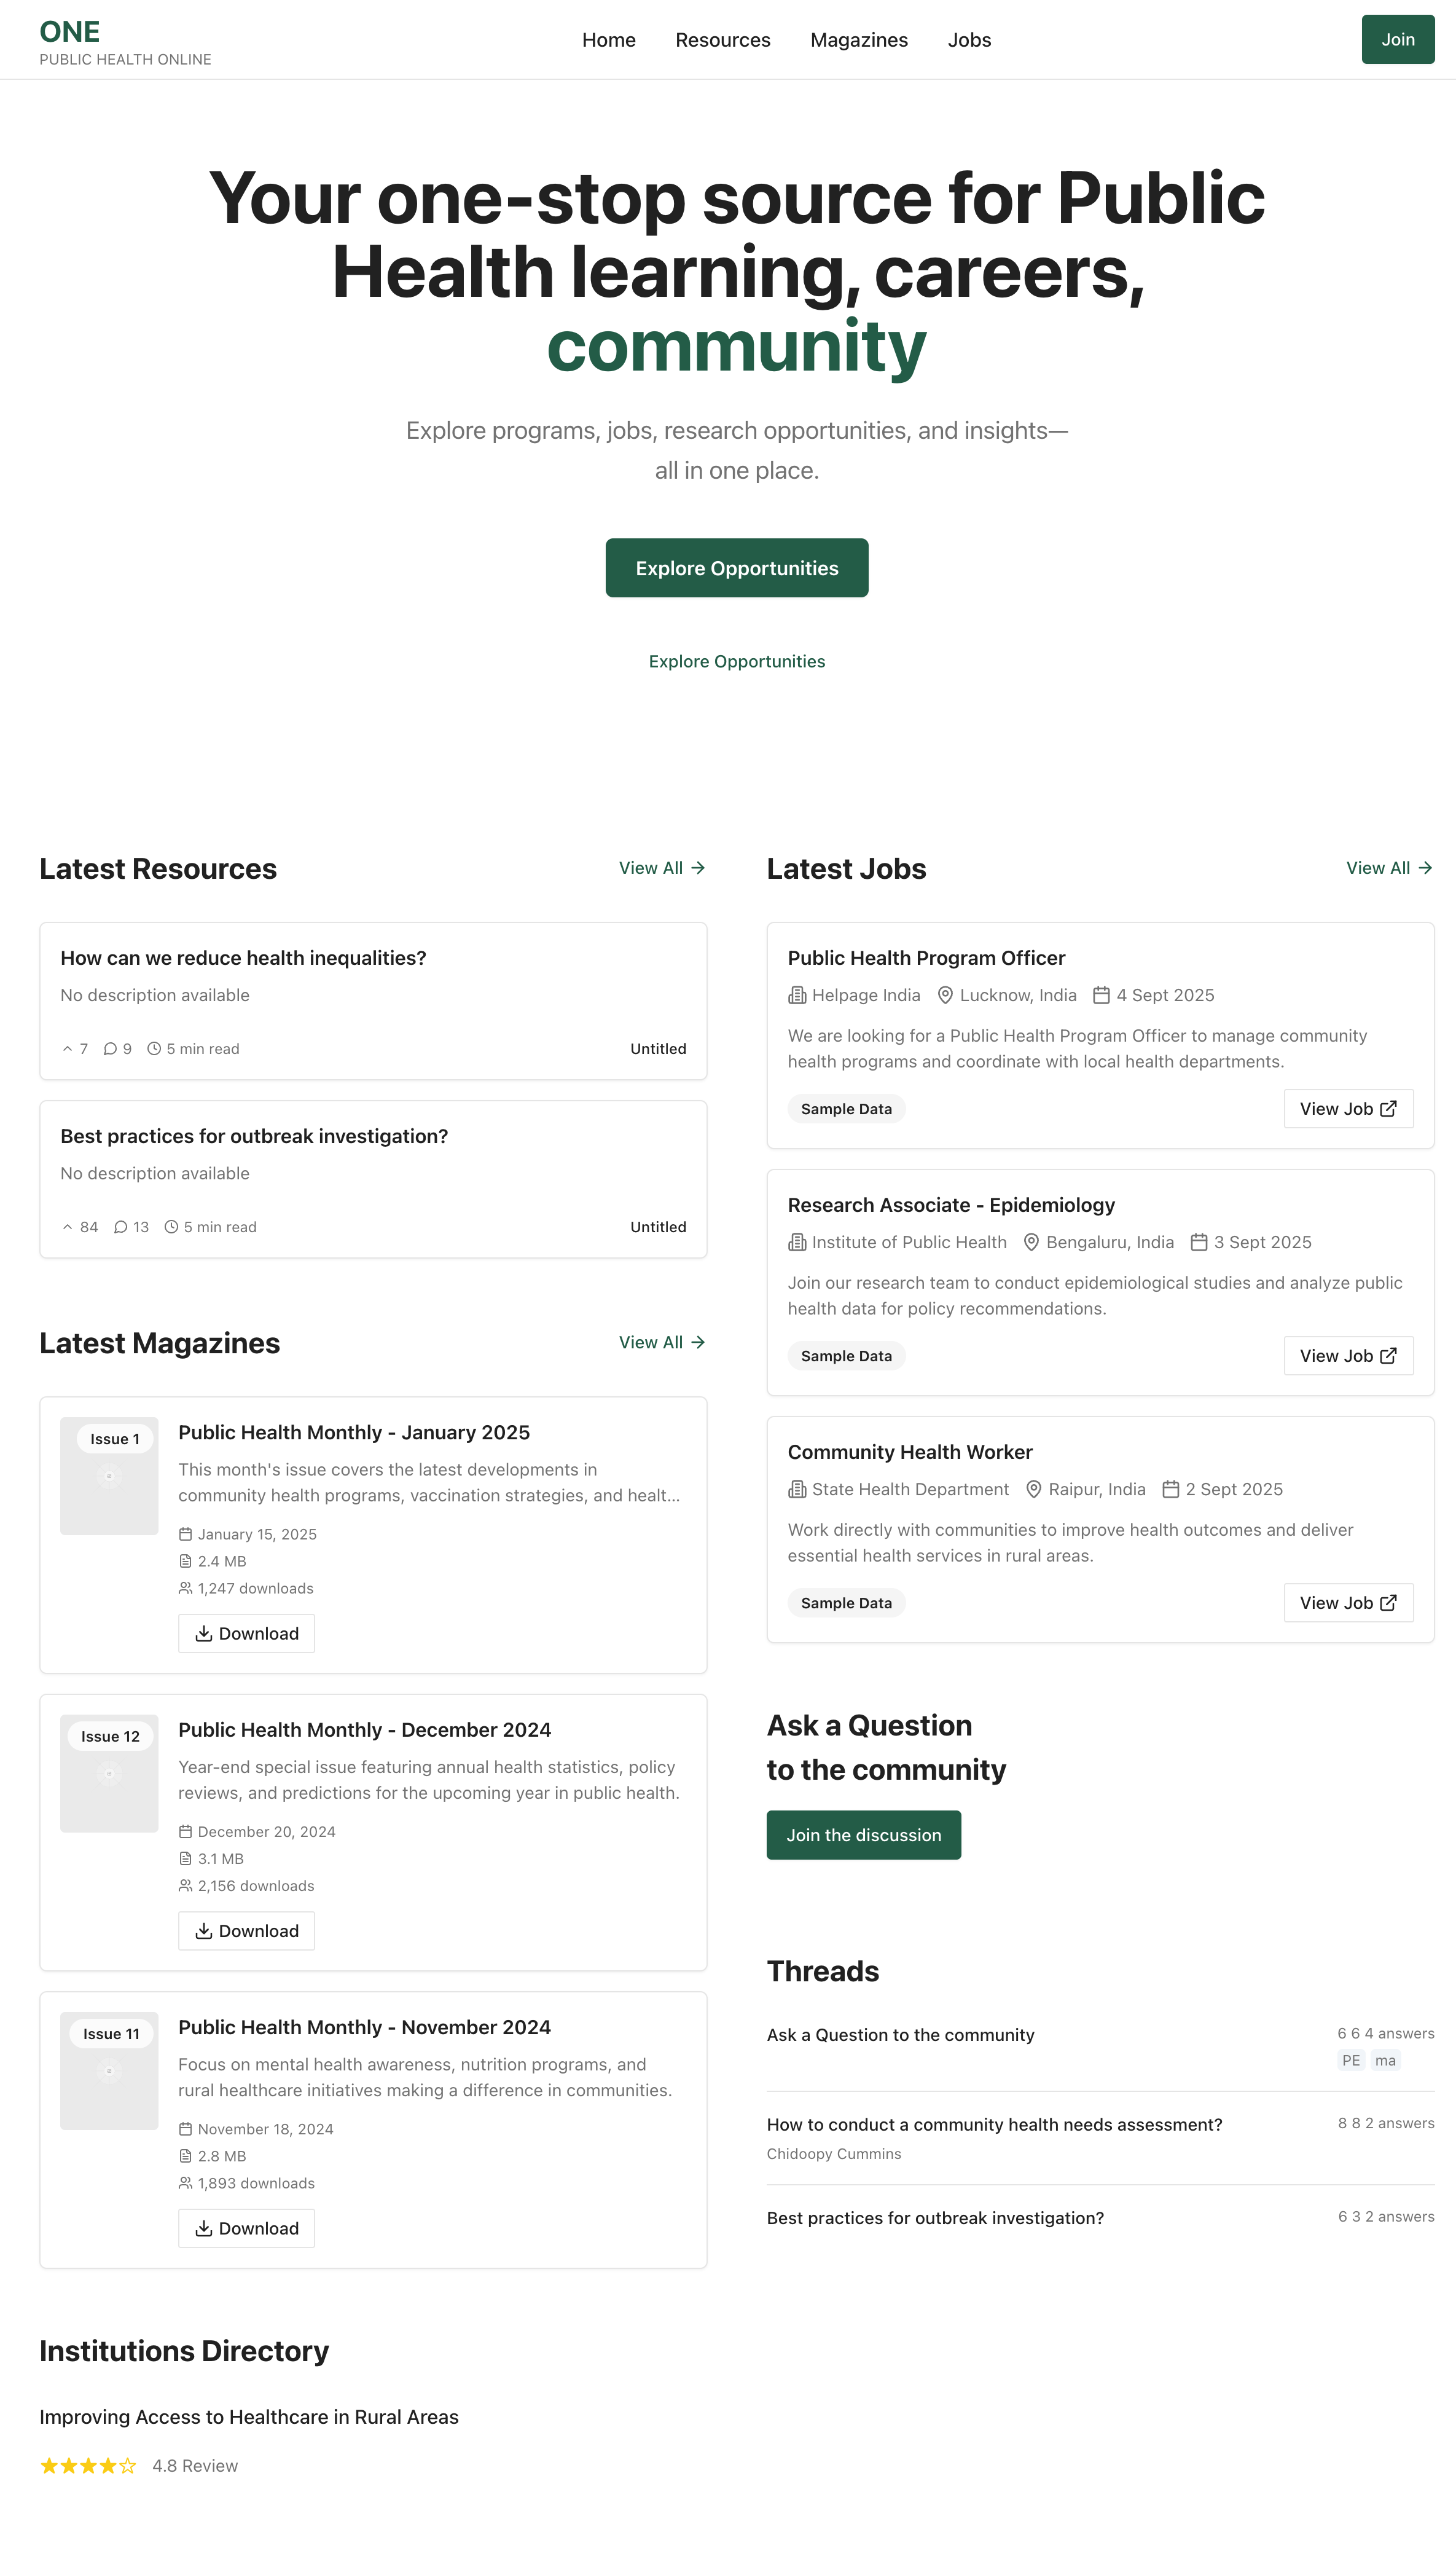 ONE
PUBLIC HEALTH ONLINE
Home
Resources
Magazines
Jobs
Join
Your one-stop source for Public
Health learning, careers,
community
Explore programs, jobs, research opportunities, and insights—
all in one place.
Explore Opportunities
Explore Opportunities
Latest Resources
View All
How can we reduce health inequalities?
No description available
7 9 5 min read
Untitled
Best practices for outbreak investigation?
No description available
84 13 5 min read
Untitled
Latest Magazines
View All
Issue 1
Public Health Monthly - January 2025
This month's issue covers the latest developments in
community health programs, vaccination strategies, and healt...
January 15, 2025
2.4 MB
1,247 downloads
Download
Issue 12
Public Health Monthly - December 2024
Year-end special issue featuring annual health statistics, policy
reviews, and predictions for the upcoming year in public health.
December 20, 2024
3.1 MB
2,156 downloads
Download
Issue 11
Public Health Monthly - November 2024
Focus on mental health awareness, nutrition programs, and
rural healthcare initiatives making a difference in communities.
November 18, 2024
2.8 MB
1,893 downloads
Download
Institutions Directory
Improving Access to Healthcare in Rural Areas
4.8 Review
Latest Jobs
View All
Public Health Program Officer
Helpage India Lucknow, India 4 Sept 2025
We are looking for a Public Health Program Officer to manage community
health programs and coordinate with local health departments.
Sample Data
View Job
Research Associate - Epidemiology
Institute of Public Health Bengaluru, India 3 Sept 2025
Join our research team to conduct epidemiological studies and analyze public
health data for policy recommendations.
Sample Data
View Job
Community Health Worker
State Health Department Raipur, India 2 Sept 2025
Work directly with communities to improve health outcomes and deliver
essential health services in rural areas.
Sample Data
View Job
Ask a Question
to the community
Join the discussion
Threads
Ask a Question to the community
6 6 4 answers
PE ma
How to conduct a community health needs assessment?
8 8 2 answers
Chidoopy Cummins
Best practices for outbreak investigation?
6 3 2 answers